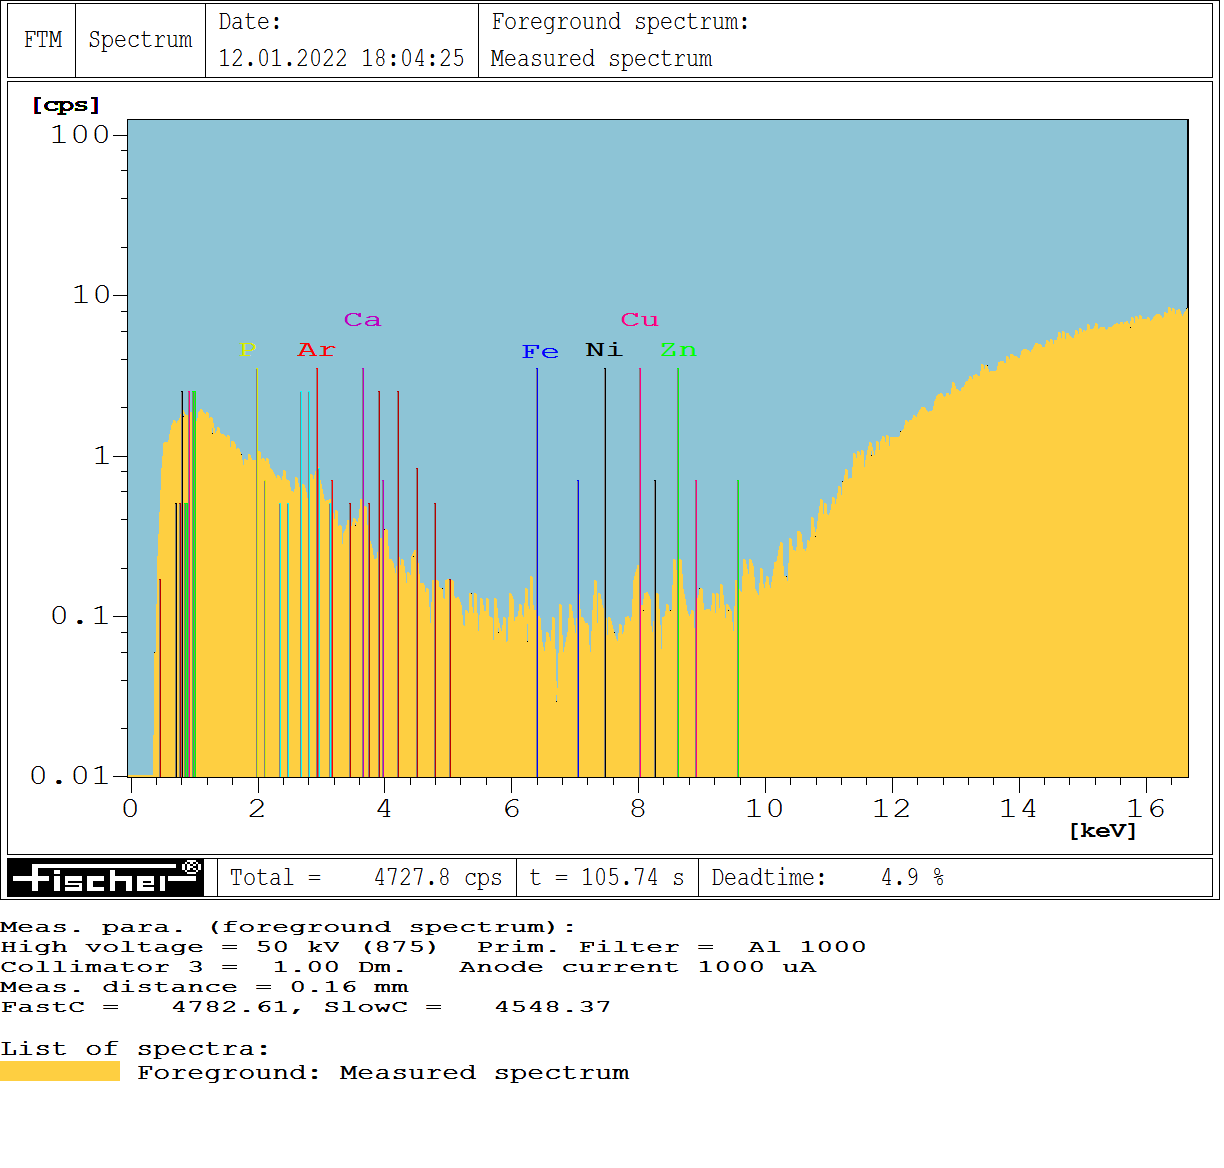 FTM
Spectrum
Date:
12.01.2022 18:04:25
Foreground spectrum:
Measured spectrum
[cps]
100
10
1
0.1
0.01
P
Ar
Ca
Fe
Ni
Cu
Zn
0 2 4 6 8 10 12 14 16
[keV]
fischer®
Total = 4727.8 cps
t = 105.74 s
Deadtime: 4.9 %
Meas. para. (foreground spectrum):
High voltage = 50 kV (875) Prim. Filter = Al 1000
Collimator 3 = 1.00 Dm. Anode current 1000 uA
Meas. distance = 0.16 mm
FastC = 4782.61, SlowC = 4548.37
List of spectra:
Foreground: Measured spectrum